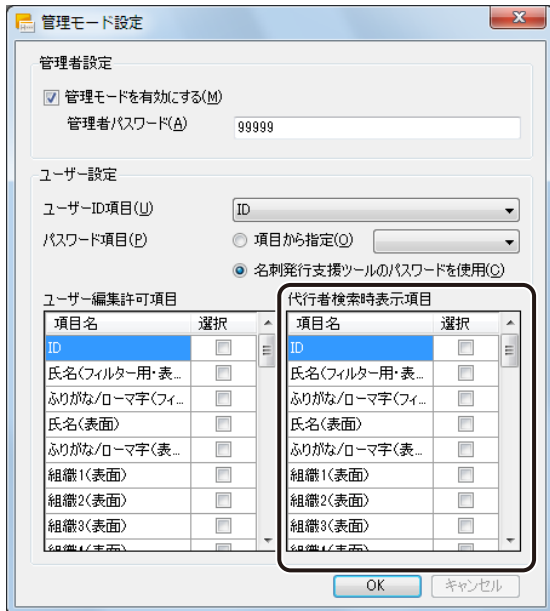 管理モード設定
管理者設定
管理モードを有効にする(M)
管理者パスワード(A) 99999
ユーザー設定
ユーザーID項目(U) ID
パスワード項目(P) 項目から指定(O)
名刺発行支援ツールのパスワードを使用(C)
ユーザー編集許可項目
項目名 選択
ID
氏名(フィルター用・表...
ふりがな/ローマ字(フィ...
氏名(表面)
ふりがな/ローマ字(表...
組織1(表面)
組織2(表面)
組織3(表面)
組織4(表面)
代行者検索時表示項目
項目名 選択
ID
氏名(フィルター用・表...
ふりがな/ローマ字(フィ...
氏名(表面)
ふりがな/ローマ字(表...
組織1(表面)
組織2(表面)
組織3(表面)
組織4(表面)
OK キャンセル